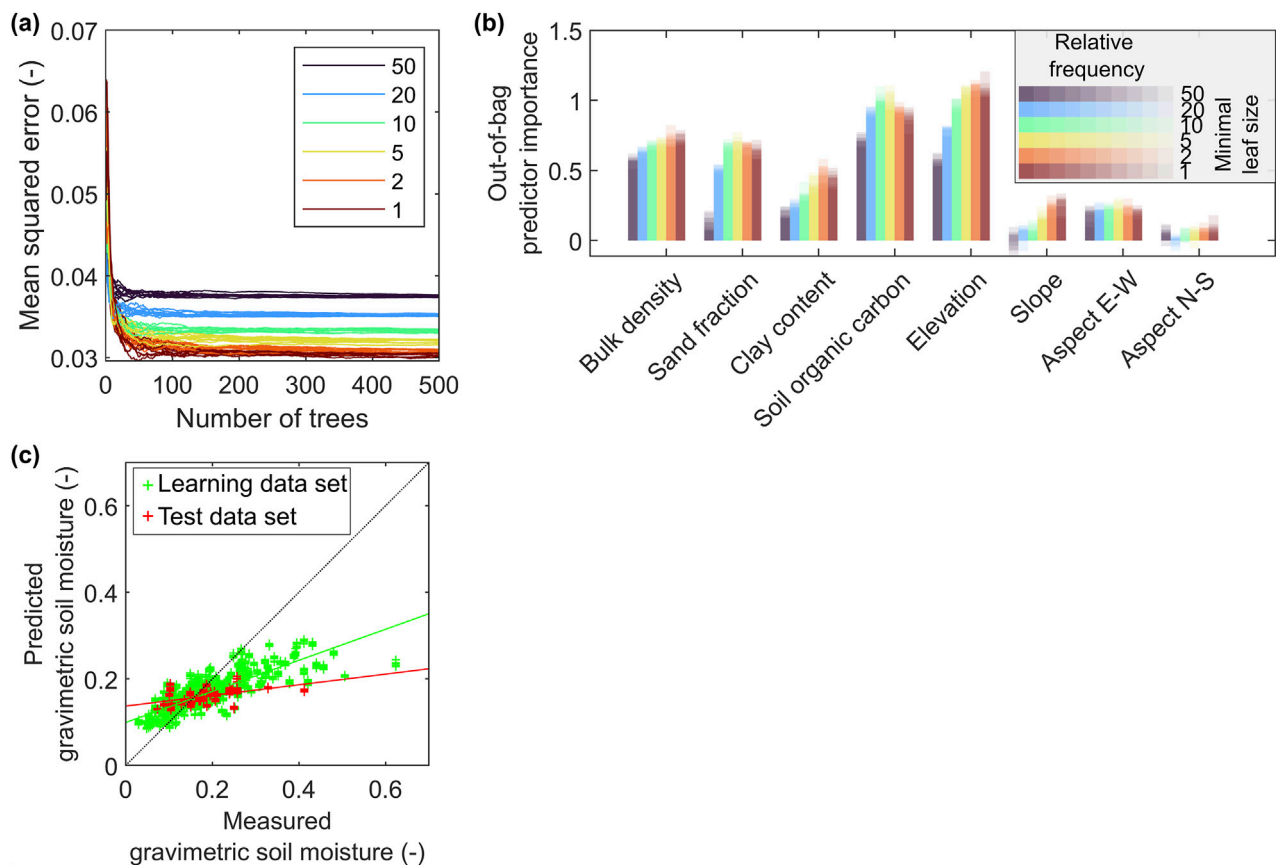 (a)
0.07
0.06
0.05
0.04
0.03
Mean squared error (-)
50
20
10
5
2
1
0
100
200
300
400
500
Number of trees
(b)
1.5
1
0.5
0
Out-of-bag
predictor importance
Relative
frequency
50
20
10
5
2
1
Minimal
leaf size
Bulk density
Sand fraction
Clay content
Soil organic carbon
Elevation
Slope
Aspect E-W
Aspect N-S
(c)
Learning data set
Test data set
0.6
0.4
0.2
0
Predicted
gravimetric soil moisture (-)
0
0.2
0.4
0.6
Measured
gravimetric soil moisture (-)